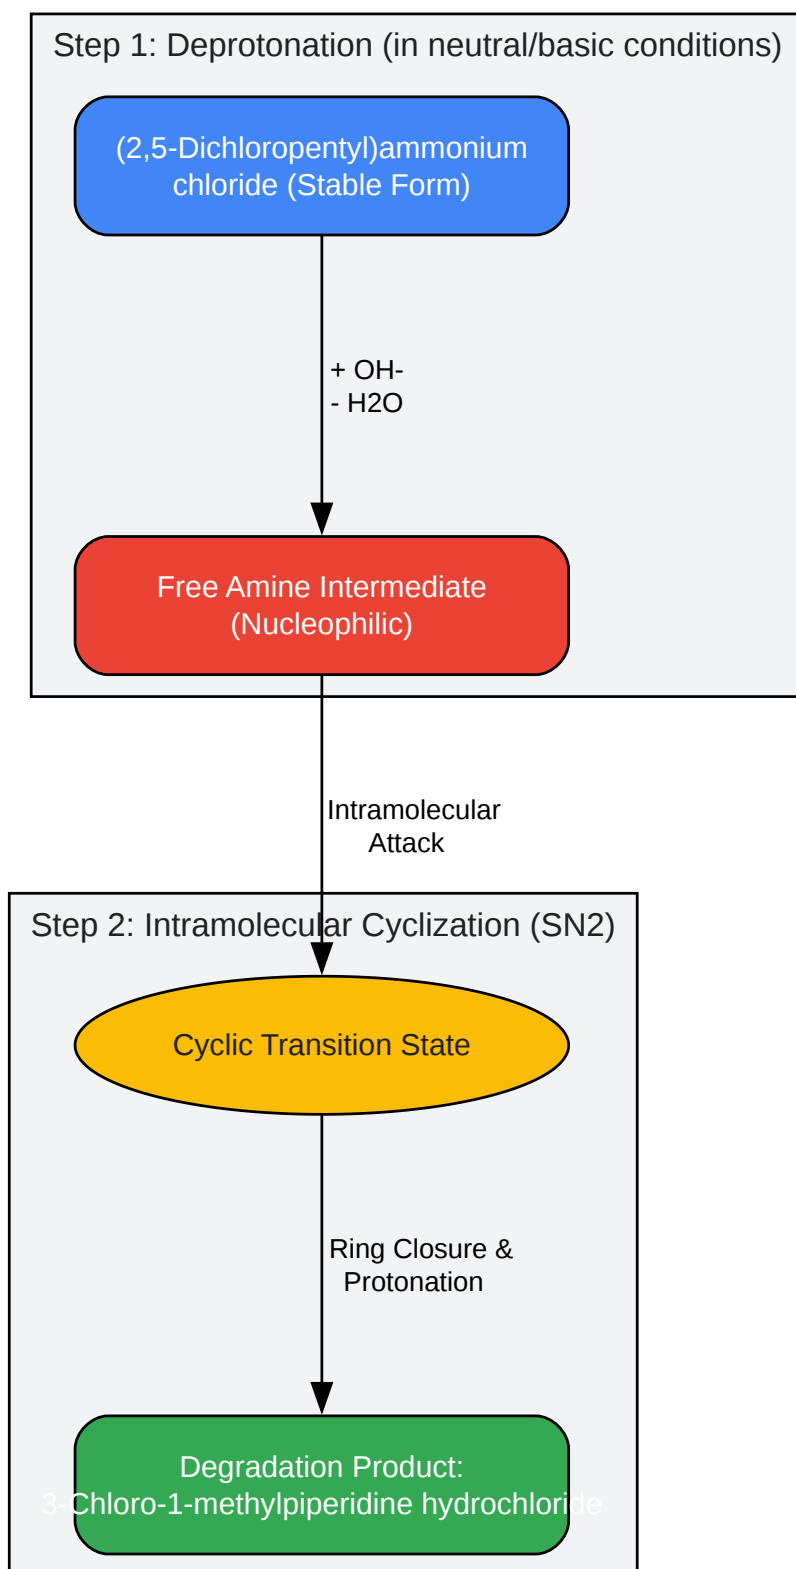 Step 1: Deprotonation (in neutral/basic conditions)
(2,5-Dichloropentyl)ammonium
chloride (Stable Form)
+ OH-
- H2O
Free Amine Intermediate
(Nucleophilic)
Intramolecular
Attack
Step 2: Intramolecular Cyclization (SN2)
Cyclic Transition State
Ring Closure &
Protonation
Degradation Product:
3-Chloro-1-methylpiperidine hydrochloride